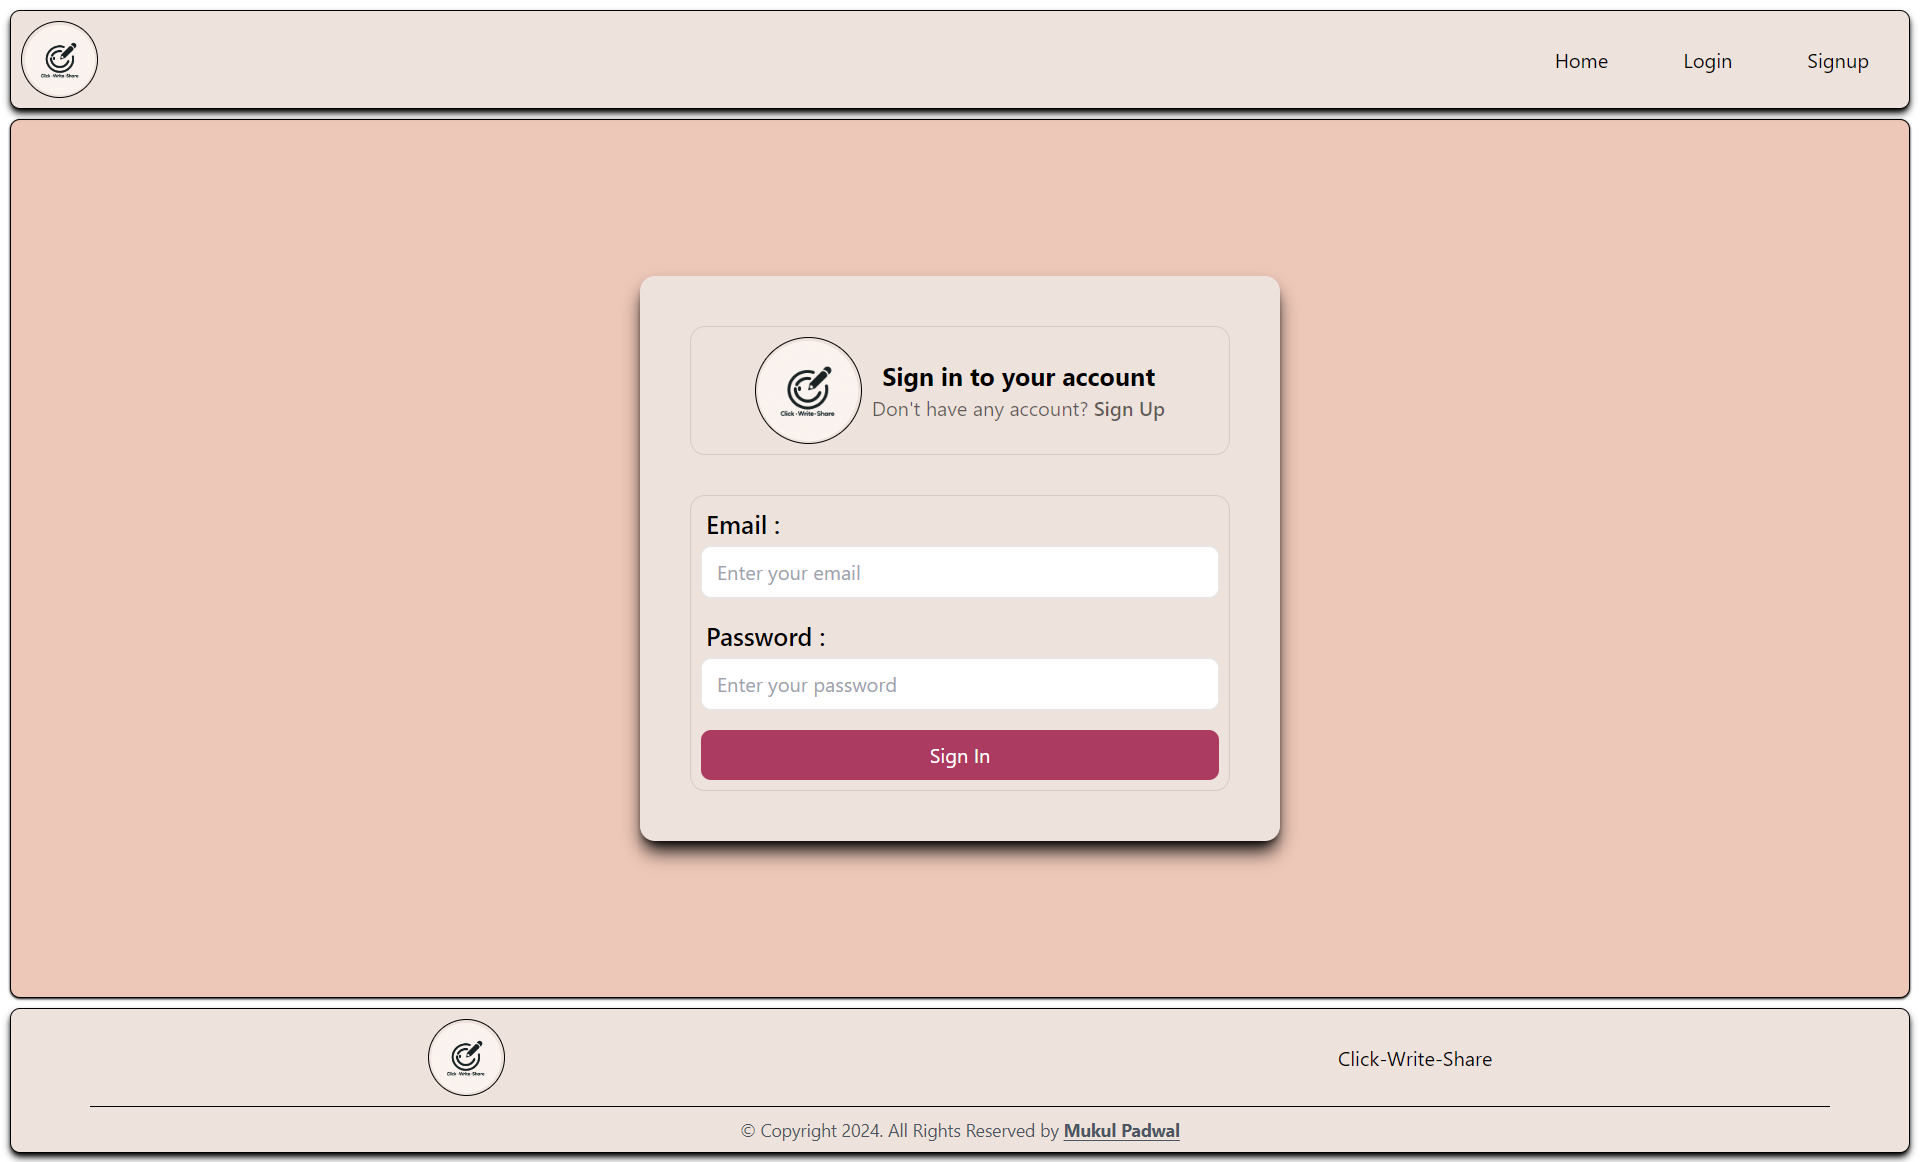 Click-Write-Share
Home Login Signup
Click-Write-Share
Sign in to your account
Don't have any account? Sign Up
Email :
Enter your email
Password :
Enter your password
Sign In
Click-Write-Share
Click-Write-Share
© Copyright 2024. All Rights Reserved by Mukul Padwal